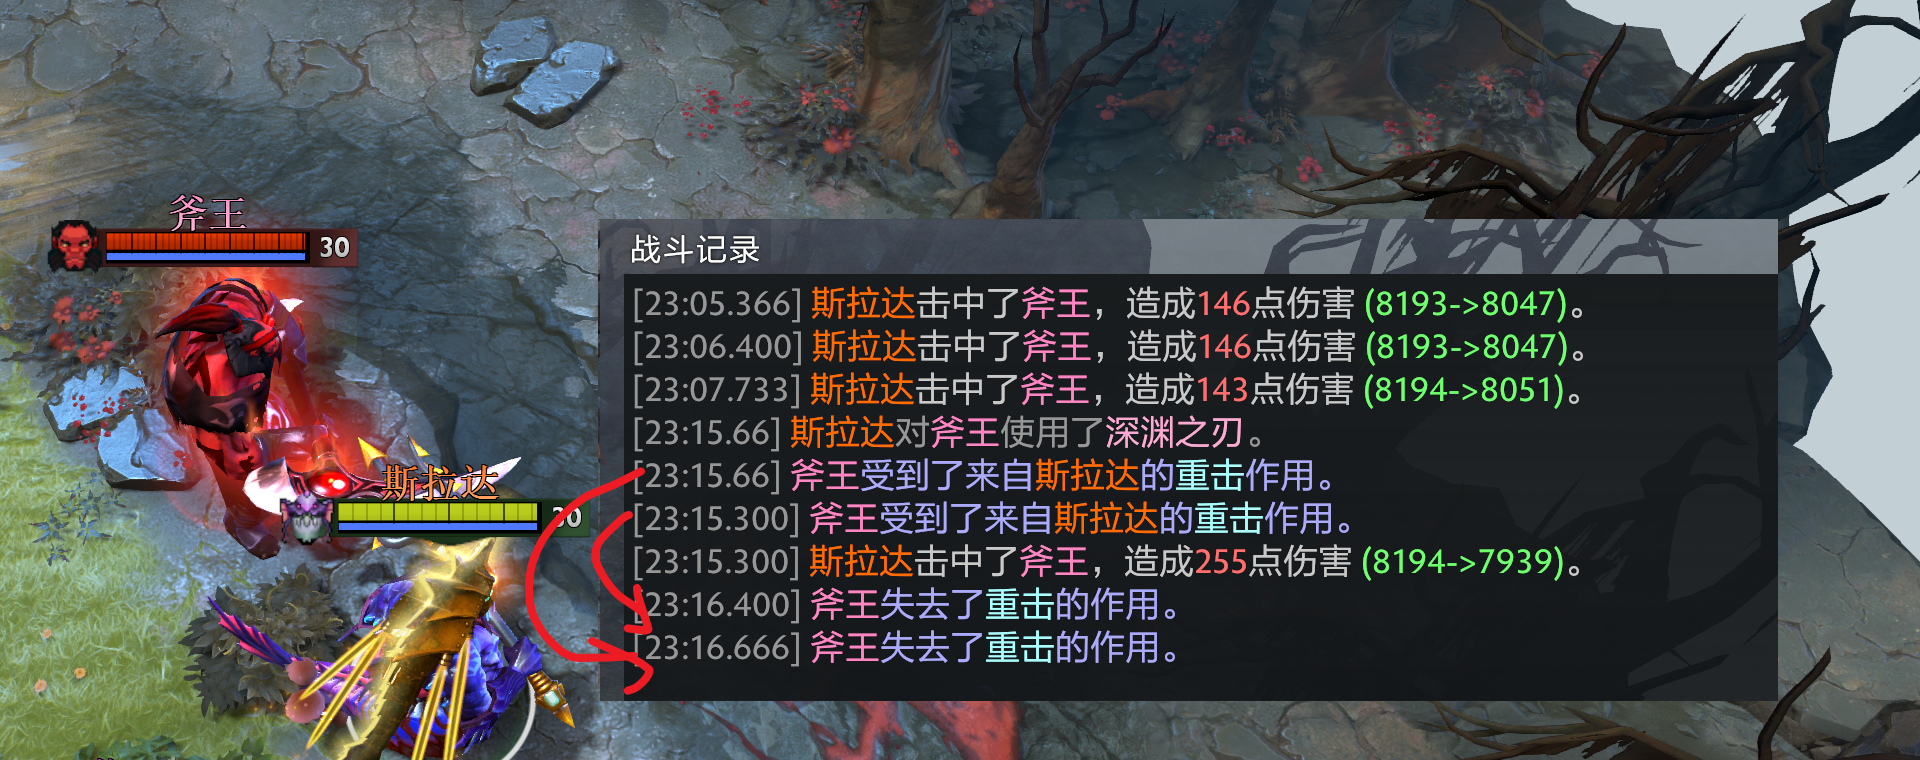 斧王
30
战斗记录
[23:05.366] 斯拉达击中了斧王，造成146点伤害 (8193->8047)。
[23:06.400] 斯拉达击中了斧王，造成146点伤害 (8193->8047)。
[23:07.733] 斯拉达击中了斧王，造成143点伤害 (8194->8051)。
[23:15.66] 斯拉达对斧王使用了深渊之刃。
[23:15.66] 斧王受到了来自斯拉达的重击作用。
斯拉达
30
[23:15.300] 斧王受到了来自斯拉达的重击作用。
[23:15.300] 斯拉达击中了斧王，造成255点伤害 (8194->7939)。
[23:16.400] 斧王失去了重击的作用。
[23:16.666] 斧王失去了重击的作用。